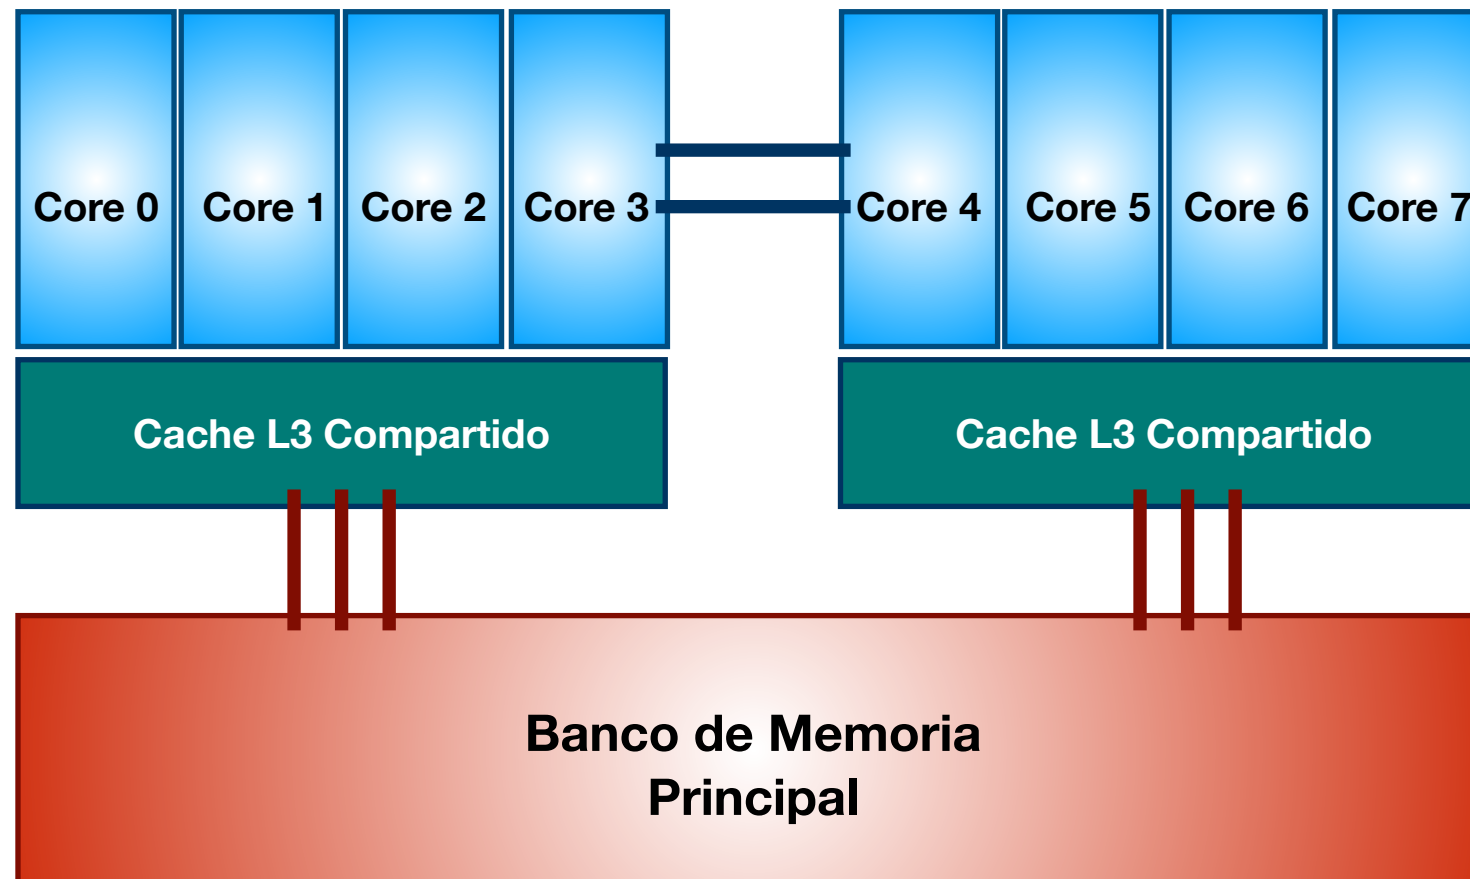 Core 0
Core 1
Core 2
Core 3
Core 4
Core 5
Core 6
Core 7
Cache L3 Compartido
Cache L3 Compartido
Banco de Memoria
Principal